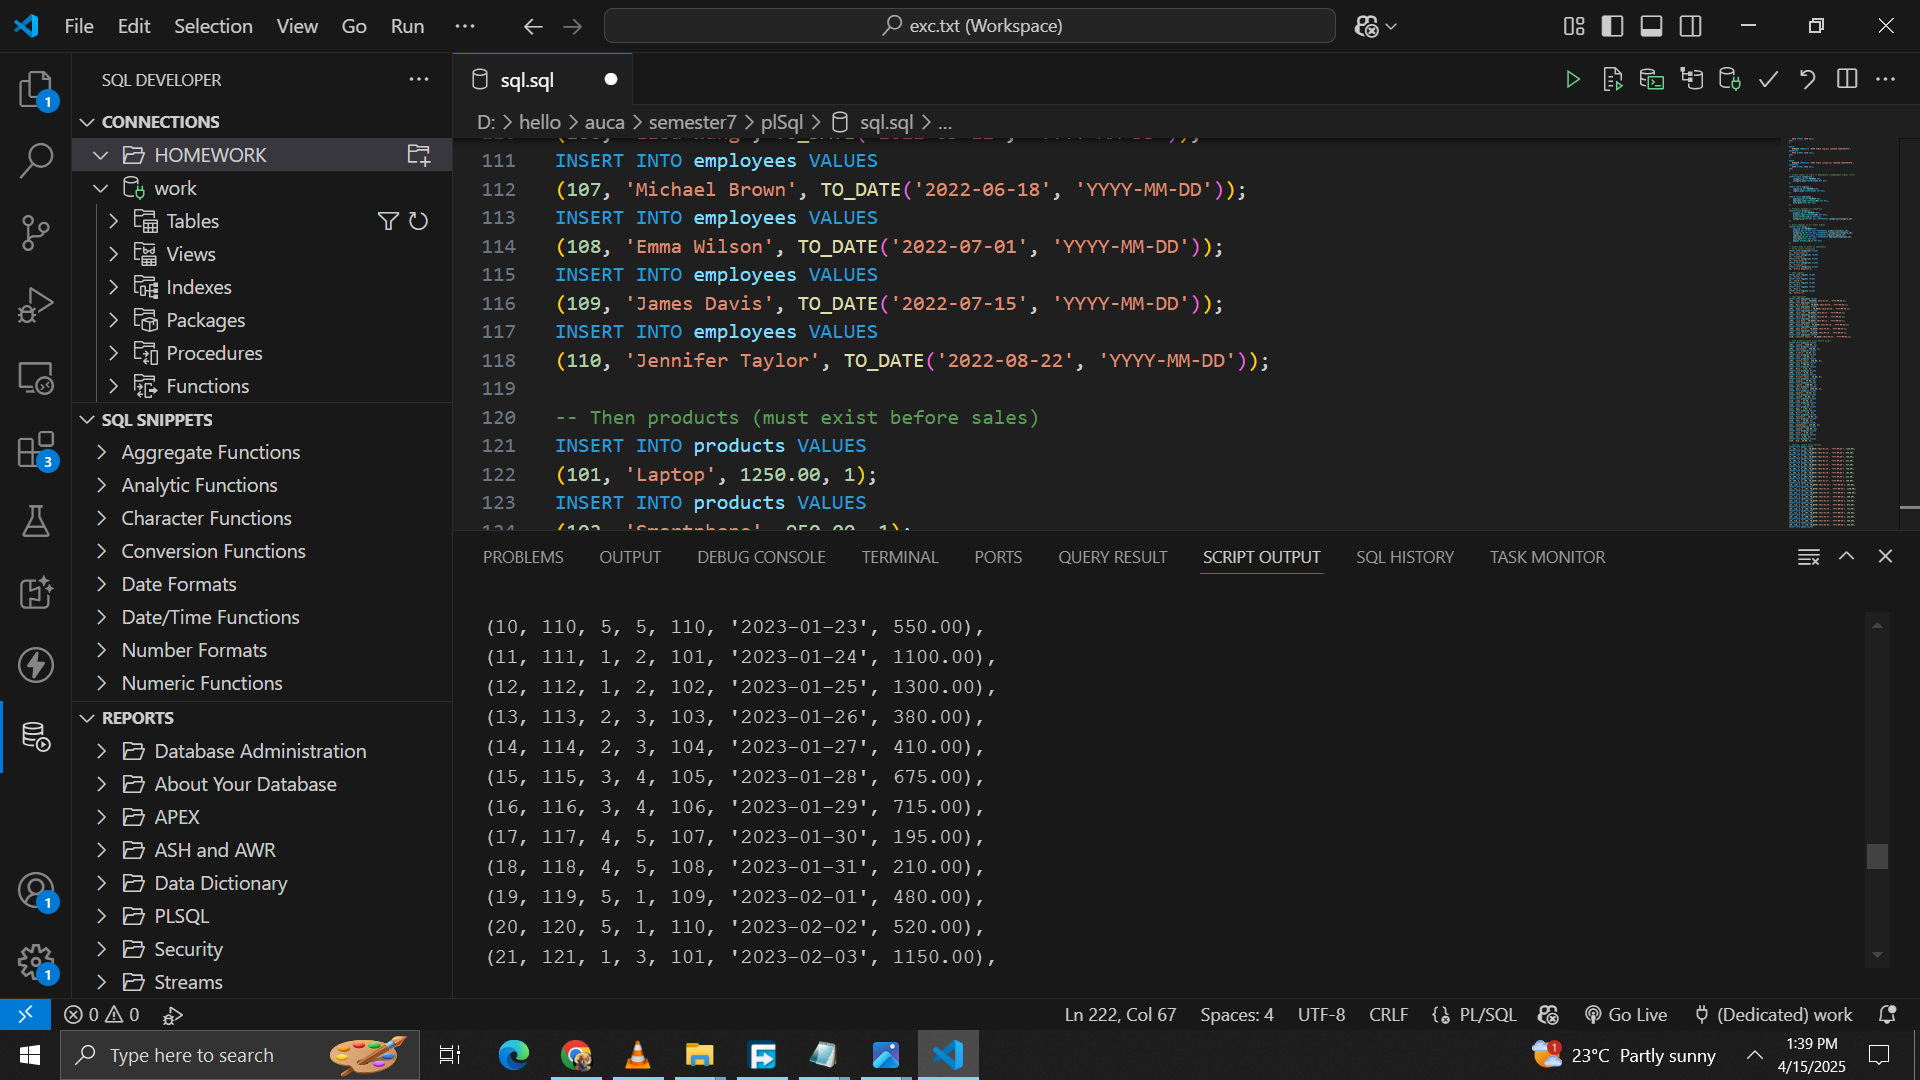 File Edit Selection View Go Run ...
exc.txt (Workspace)
SQL DEVELOPER
CONNECTIONS
HOMEWORK
work
Tables
Views
Indexes
Packages
Procedures
Functions
SQL SNIPPETS
Aggregate Functions
Analytic Functions
Character Functions
Conversion Functions
Date Formats
Date/Time Functions
Number Formats
Numeric Functions
REPORTS
Database Administration
About Your Database
APEX
ASH and AWR
Data Dictionary
PLSQL
Security
Streams
1
3
1
1
sql.sql
D: > hello > auca > semester7 > plSql > sql.sql > ...
111 INSERT INTO employees VALUES
112 (107, 'Michael Brown', TO_DATE('2022-06-18', 'YYYY-MM-DD'));
113 INSERT INTO employees VALUES
114 (108, 'Emma Wilson', TO_DATE('2022-07-01', 'YYYY-MM-DD'));
115 INSERT INTO employees VALUES
116 (109, 'James Davis', TO_DATE('2022-07-15', 'YYYY-MM-DD'));
117 INSERT INTO employees VALUES
118 (110, 'Jennifer Taylor', TO_DATE('2022-08-22', 'YYYY-MM-DD'));
119
120 -- Then products (must exist before sales)
121 INSERT INTO products VALUES
122 (101, 'Laptop', 1250.00, 1);
123 INSERT INTO products VALUES
124 (102, 'Smartphone', 950.00, 1);
PROBLEMS OUTPUT DEBUG CONSOLE TERMINAL PORTS QUERY RESULT SCRIPT OUTPUT SQL HISTORY TASK MONITOR
(10, 110, 5, 5, 110, '2023-01-23', 550.00),
(11, 111, 1, 2, 101, '2023-01-24', 1100.00),
(12, 112, 1, 2, 102, '2023-01-25', 1300.00),
(13, 113, 2, 3, 103, '2023-01-26', 380.00),
(14, 114, 2, 3, 104, '2023-01-27', 410.00),
(15, 115, 3, 4, 105, '2023-01-28', 675.00),
(16, 116, 3, 4, 106, '2023-01-29', 715.00),
(17, 117, 4, 5, 107, '2023-01-30', 195.00),
(18, 118, 4, 5, 108, '2023-01-31', 210.00),
(19, 119, 5, 1, 109, '2023-02-01', 480.00),
(20, 120, 5, 1, 110, '2023-02-02', 520.00),
(21, 121, 1, 3, 101, '2023-02-03', 1150.00),
0 0 Ln 222, Col 67 Spaces: 4 UTF-8 CRLF PL/SQL Go Live (Dedicated) work
Type here to search
1
23°C Partly sunny
1:39 PM
4/15/2025